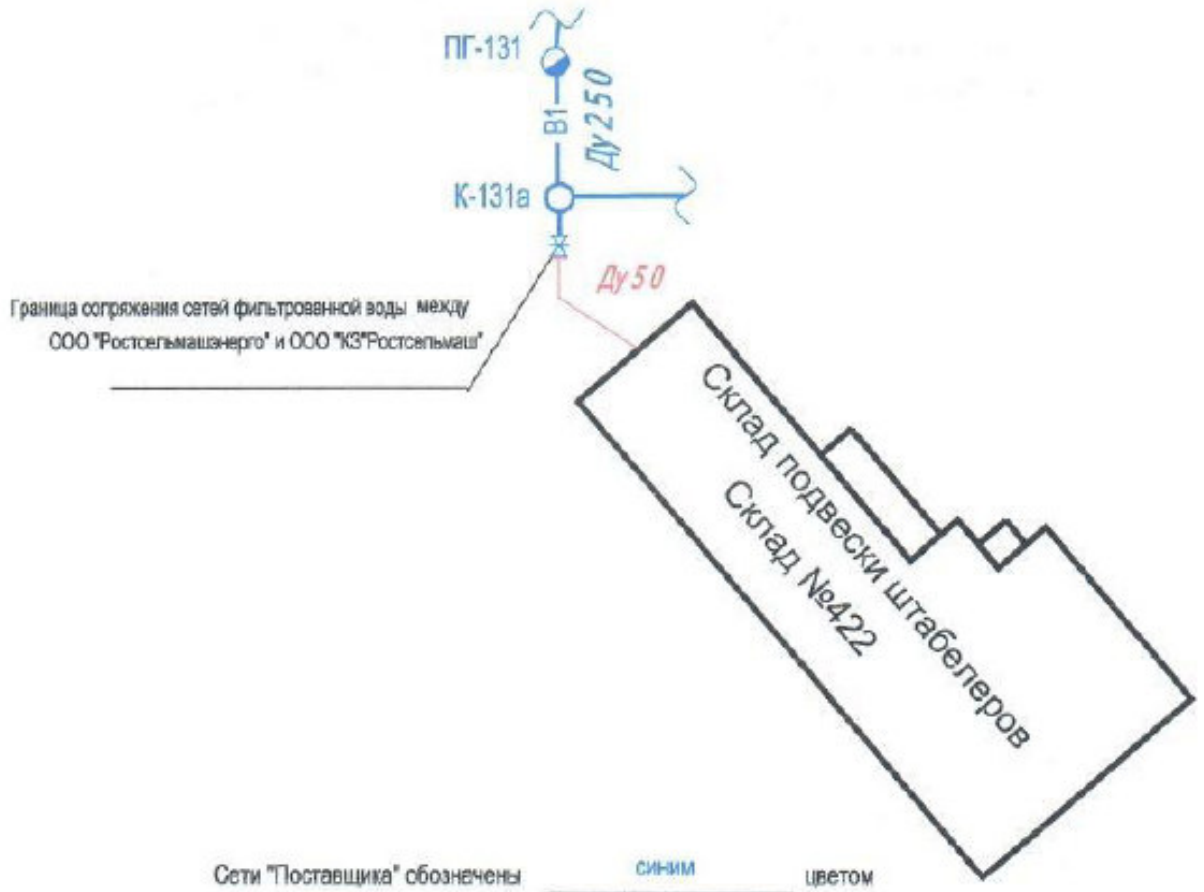 ПГ-131
В1
Ду250
К-131а
Ду50
Граница сопряжения сетей фильтрованной воды между
ООО "Ростсельмашэнерго" и ООО "КЗ"Ростсельмаш"
Склад подвески штабелеров
Склад №422
Сети "Поставщика" обозначены синим цветом